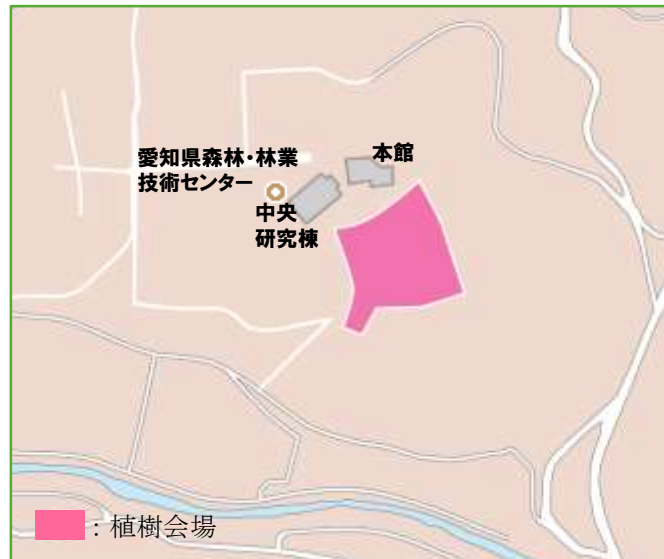 愛知県森林・林業
技術センター
本館
中央
研究棟
：植樹会場